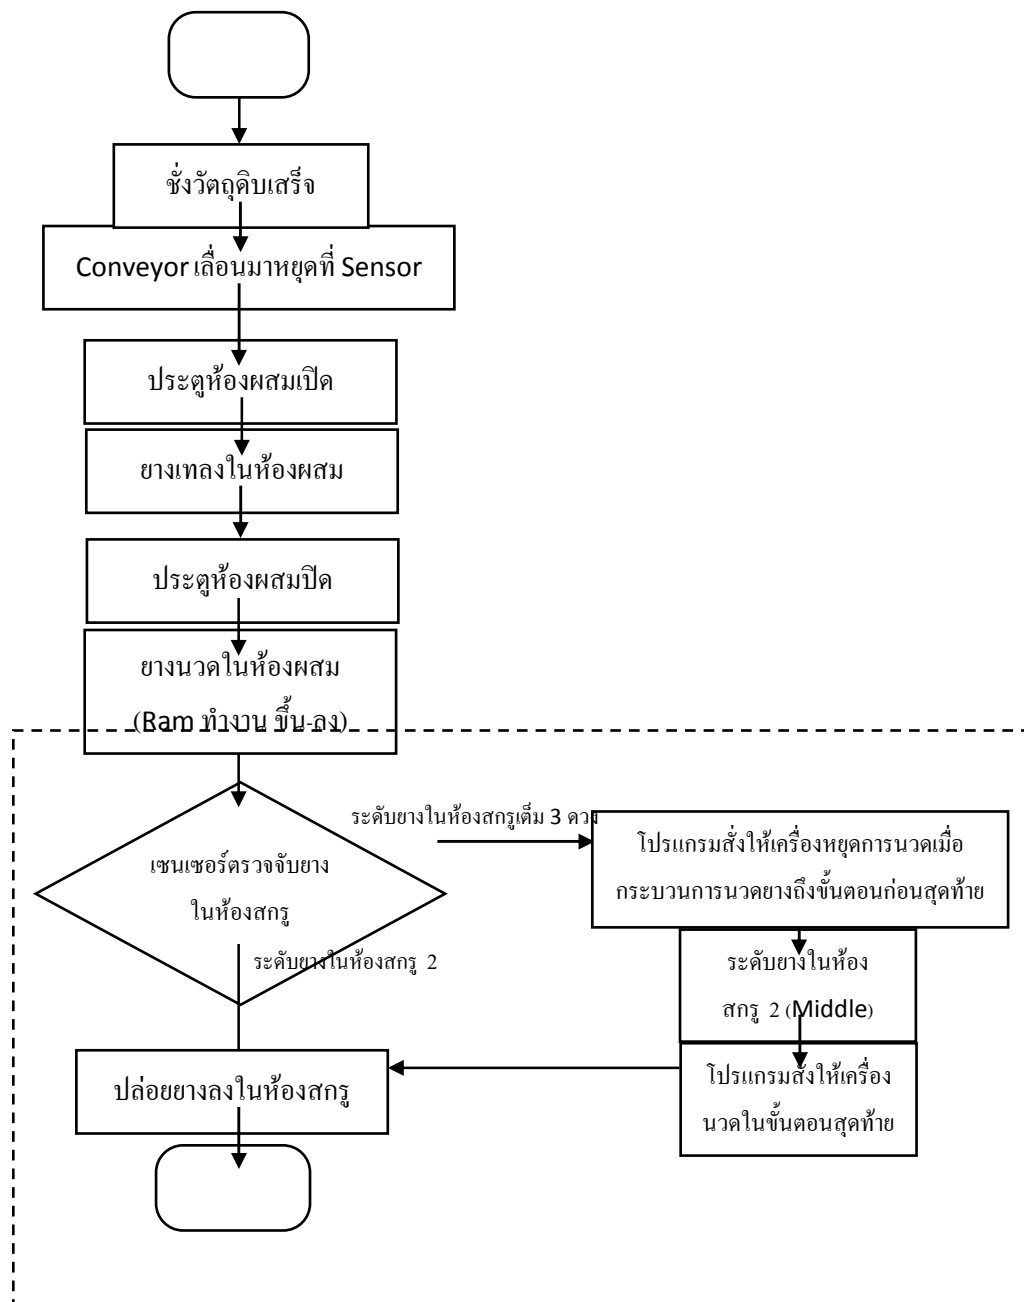 ชั่งวัตถุดิบเสร็จ
Conveyor เลื่อนมาหยุดที่ Sensor
ประตูห้องผสมเปิด
ยางเทลงในห้องผสม
ประตูห้องผสมปิด
ยางนวดในห้องผสม
(Ram ทำงาน ขึ้น-ลง)
ระดับยางในห้องสกรูเต็ม 3 ดวง
เซนเซอร์ตรวจจับยาง
ในห้องสกรู
โปรแกรมสั่งให้เครื่องหยุดการนวดเมื่อ
กระบวนการนวดยางถึงขั้นตอนก่อนสุดท้าย
ระดับยางในห้องสกรู 2
ระดับยางในห้อง
สกรู 2 (Middle)
ปล่อยยางลงในห้องสกรู
โปรแกรมสั่งให้เครื่อง
นวดในขั้นตอนสุดท้าย